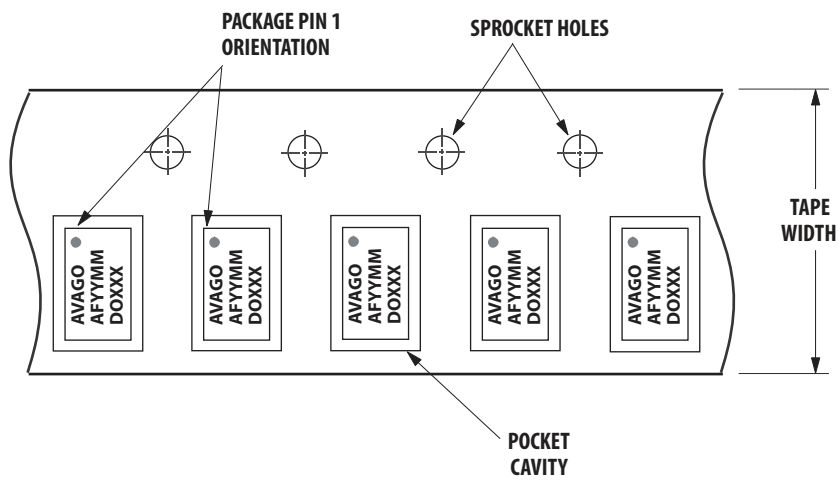 PACKAGE PIN 1
ORIENTATION
SPROCKET HOLES
TAPE
WIDTH
AVAGO
AFYYMM
DOXXX
AVAGO
AFYYMM
DOXXX
AVAGO
AFYYMM
DOXXX
AVAGO
AFYYMM
DOXXX
AVAGO
AFYYMM
DOXXX
POCKET
CAVITY